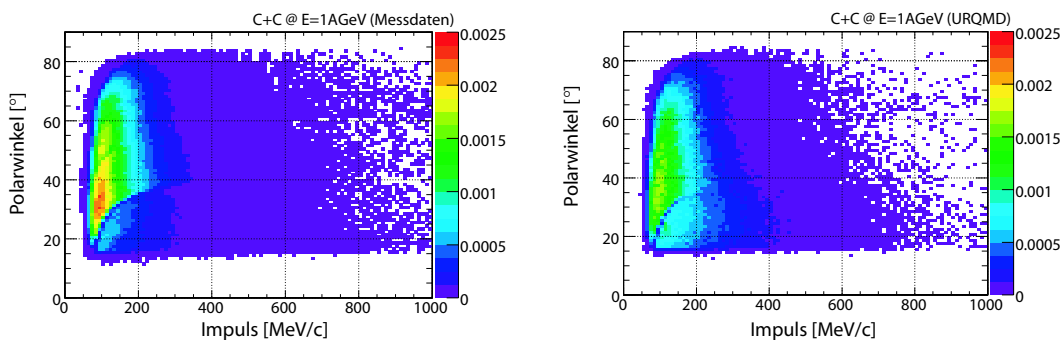 C+C @ E=1AGeV (Messdaten)
Polarwinkel [°]
80
60
40
20
0
0 200 400 600 800 1000
Impuls [MeV/c]
0.0025
0.002
0.0015
0.001
0.0005
0
C+C @ E=1AGeV (URQMD)
Polarwinkel [°]
80
60
40
20
0
0 200 400 600 800 1000
Impuls [MeV/c]
0.0025
0.002
0.0015
0.001
0.0005
0